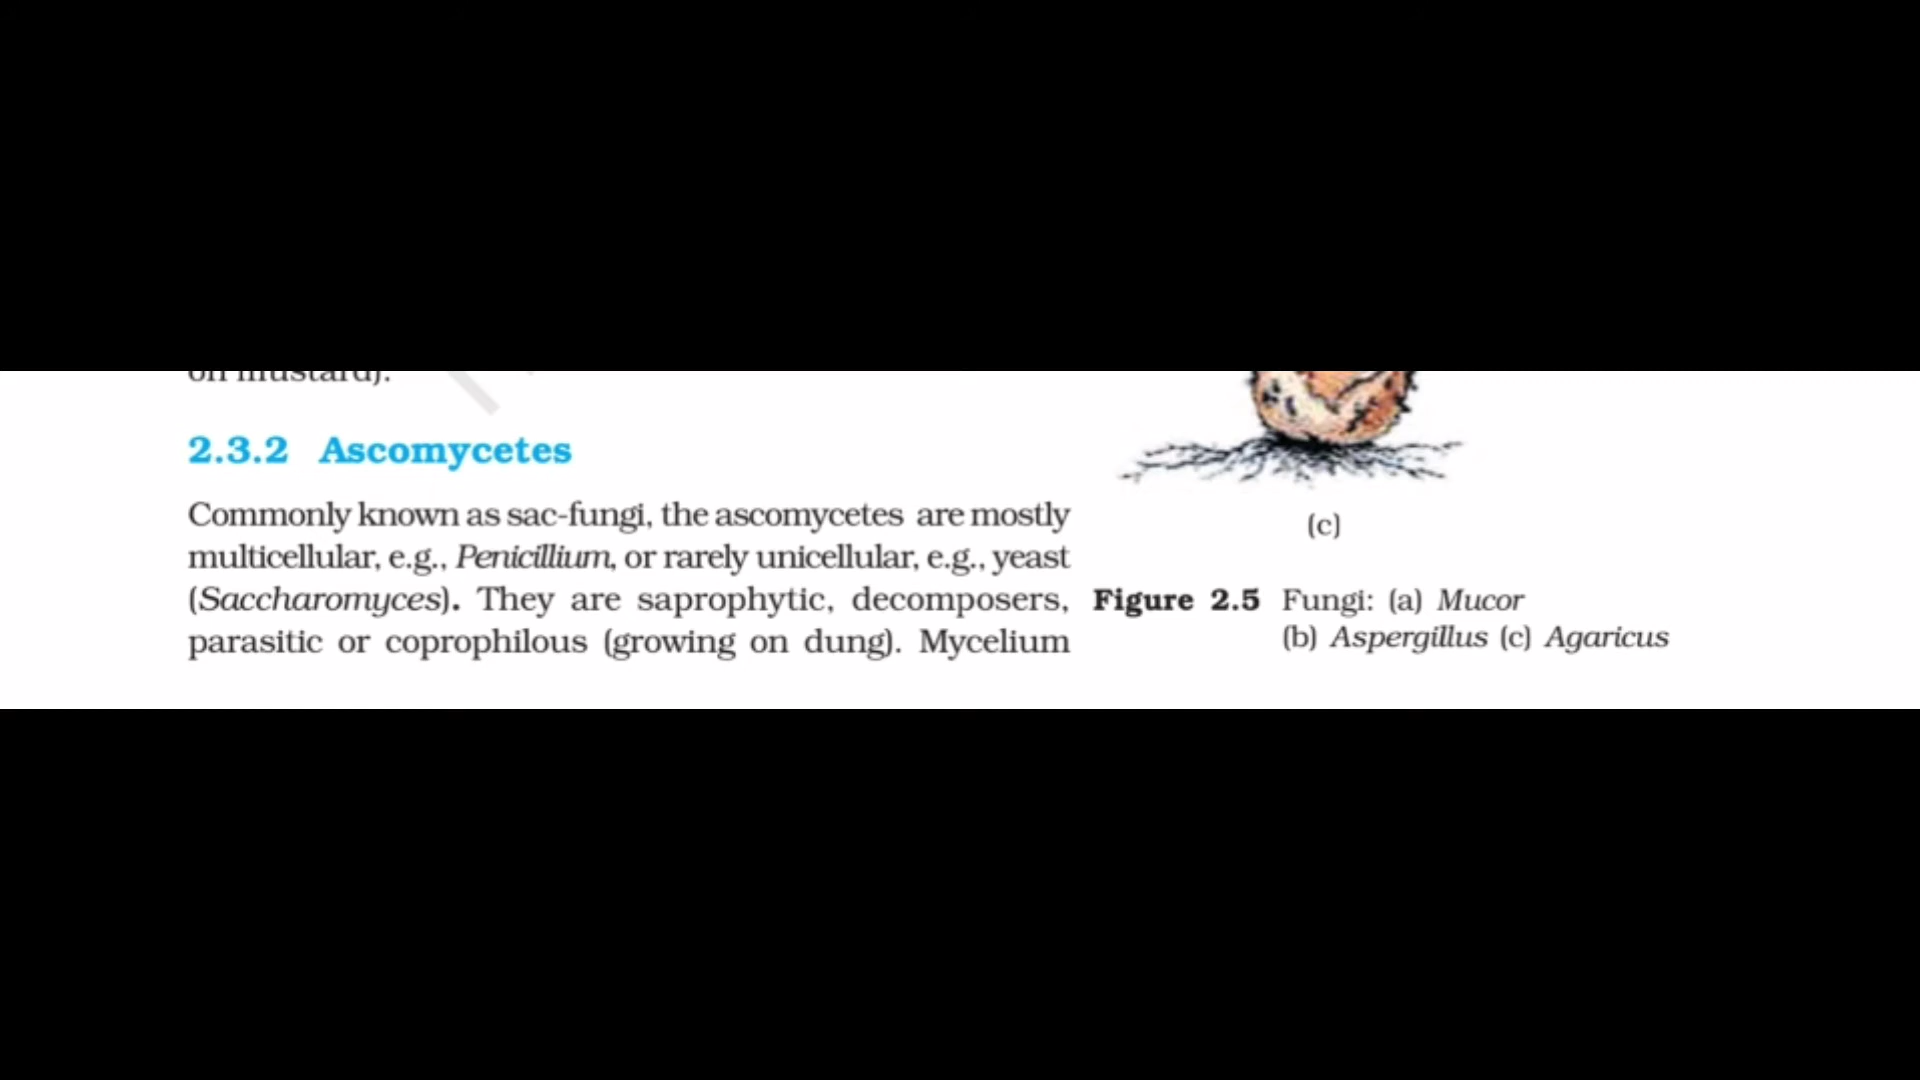 on mustard).
2.3.2 Ascomycetes
Commonly known as sac-fungi, the ascomycetes are mostly
multicellular, e.g., Penicillium, or rarely unicellular, e.g., yeast
(Saccharomyces). They are saprophytic, decomposers,
parasitic or coprophilous (growing on dung). Mycelium
(c)
Figure 2.5 Fungi: (a) Mucor
(b) Aspergillus (c) Agaricus